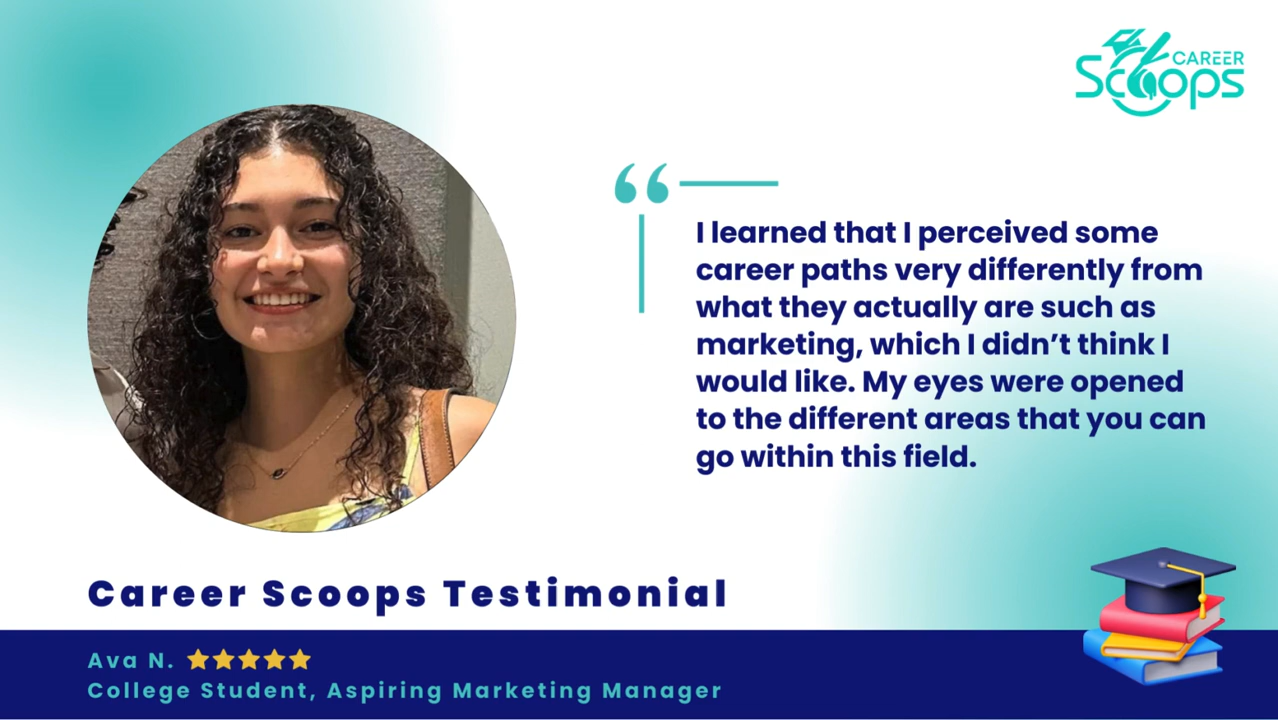 CAREER
Scoops
“
I learned that I perceived some
career paths very differently from
what they actually are such as
marketing, which I didn’t think I
would like. My eyes were opened
to the different areas that you can
go within this field.
Career Scoops Testimonial
Ava N.
College Student, Aspiring Marketing Manager